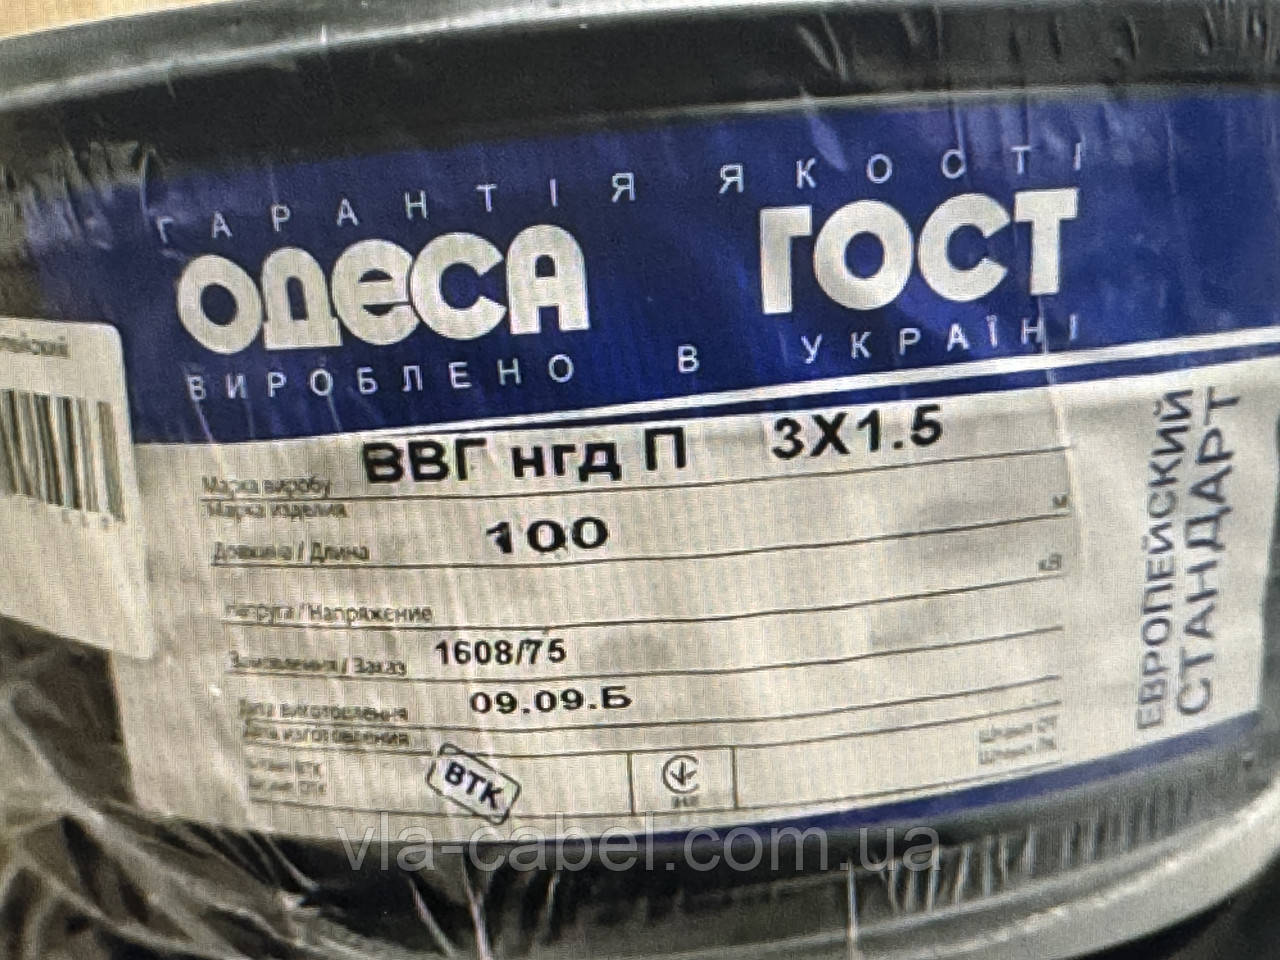 ГАРАНТІЯ ЯКОСТІ
ОДЕСА ГОСТ
ВИРОБЛЕНО В УКРАЇНІ
Марка виробу ВВГ нгд П 3X1.5
Марка изделия
Довжина / Длина 100 м
Напруга / Напряжение кВ
Замовлення / Заказ 1608/75
Дата виготовлення 09.09.Б
Дата изготовления
ВТК
ЕВРОПЕЙСКИЙ
СТАНДАРТ
vla-cabel.com.ua